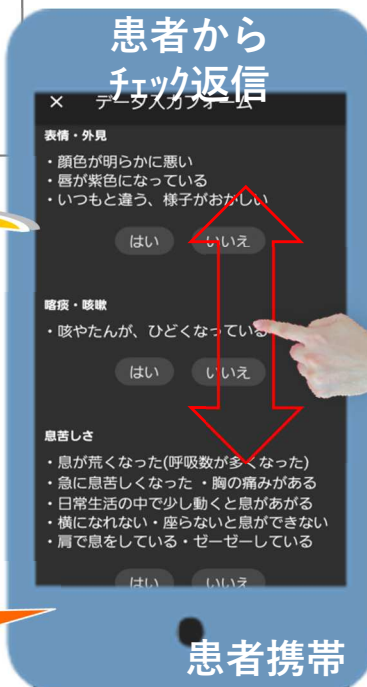 患者から
チェック返信
× データ入力フォーム
表情・外見
・顔色が明らかに悪い
・唇が紫色になっている
・いつもと違う、様子がおかしい
はい いいえ
喀痰・咳嗽
・咳やたんが、ひどくなっている
はい いいえ
息苦しさ
・息が荒くなった(呼吸数が多くなった)
・急に息苦しくなった ・胸の痛みがある
・日常生活の中で少し動くと息があがる
・横になれない・座らないと息ができない
・肩で息をしている・ゼーゼーしている
はい いいえ
患者携帯